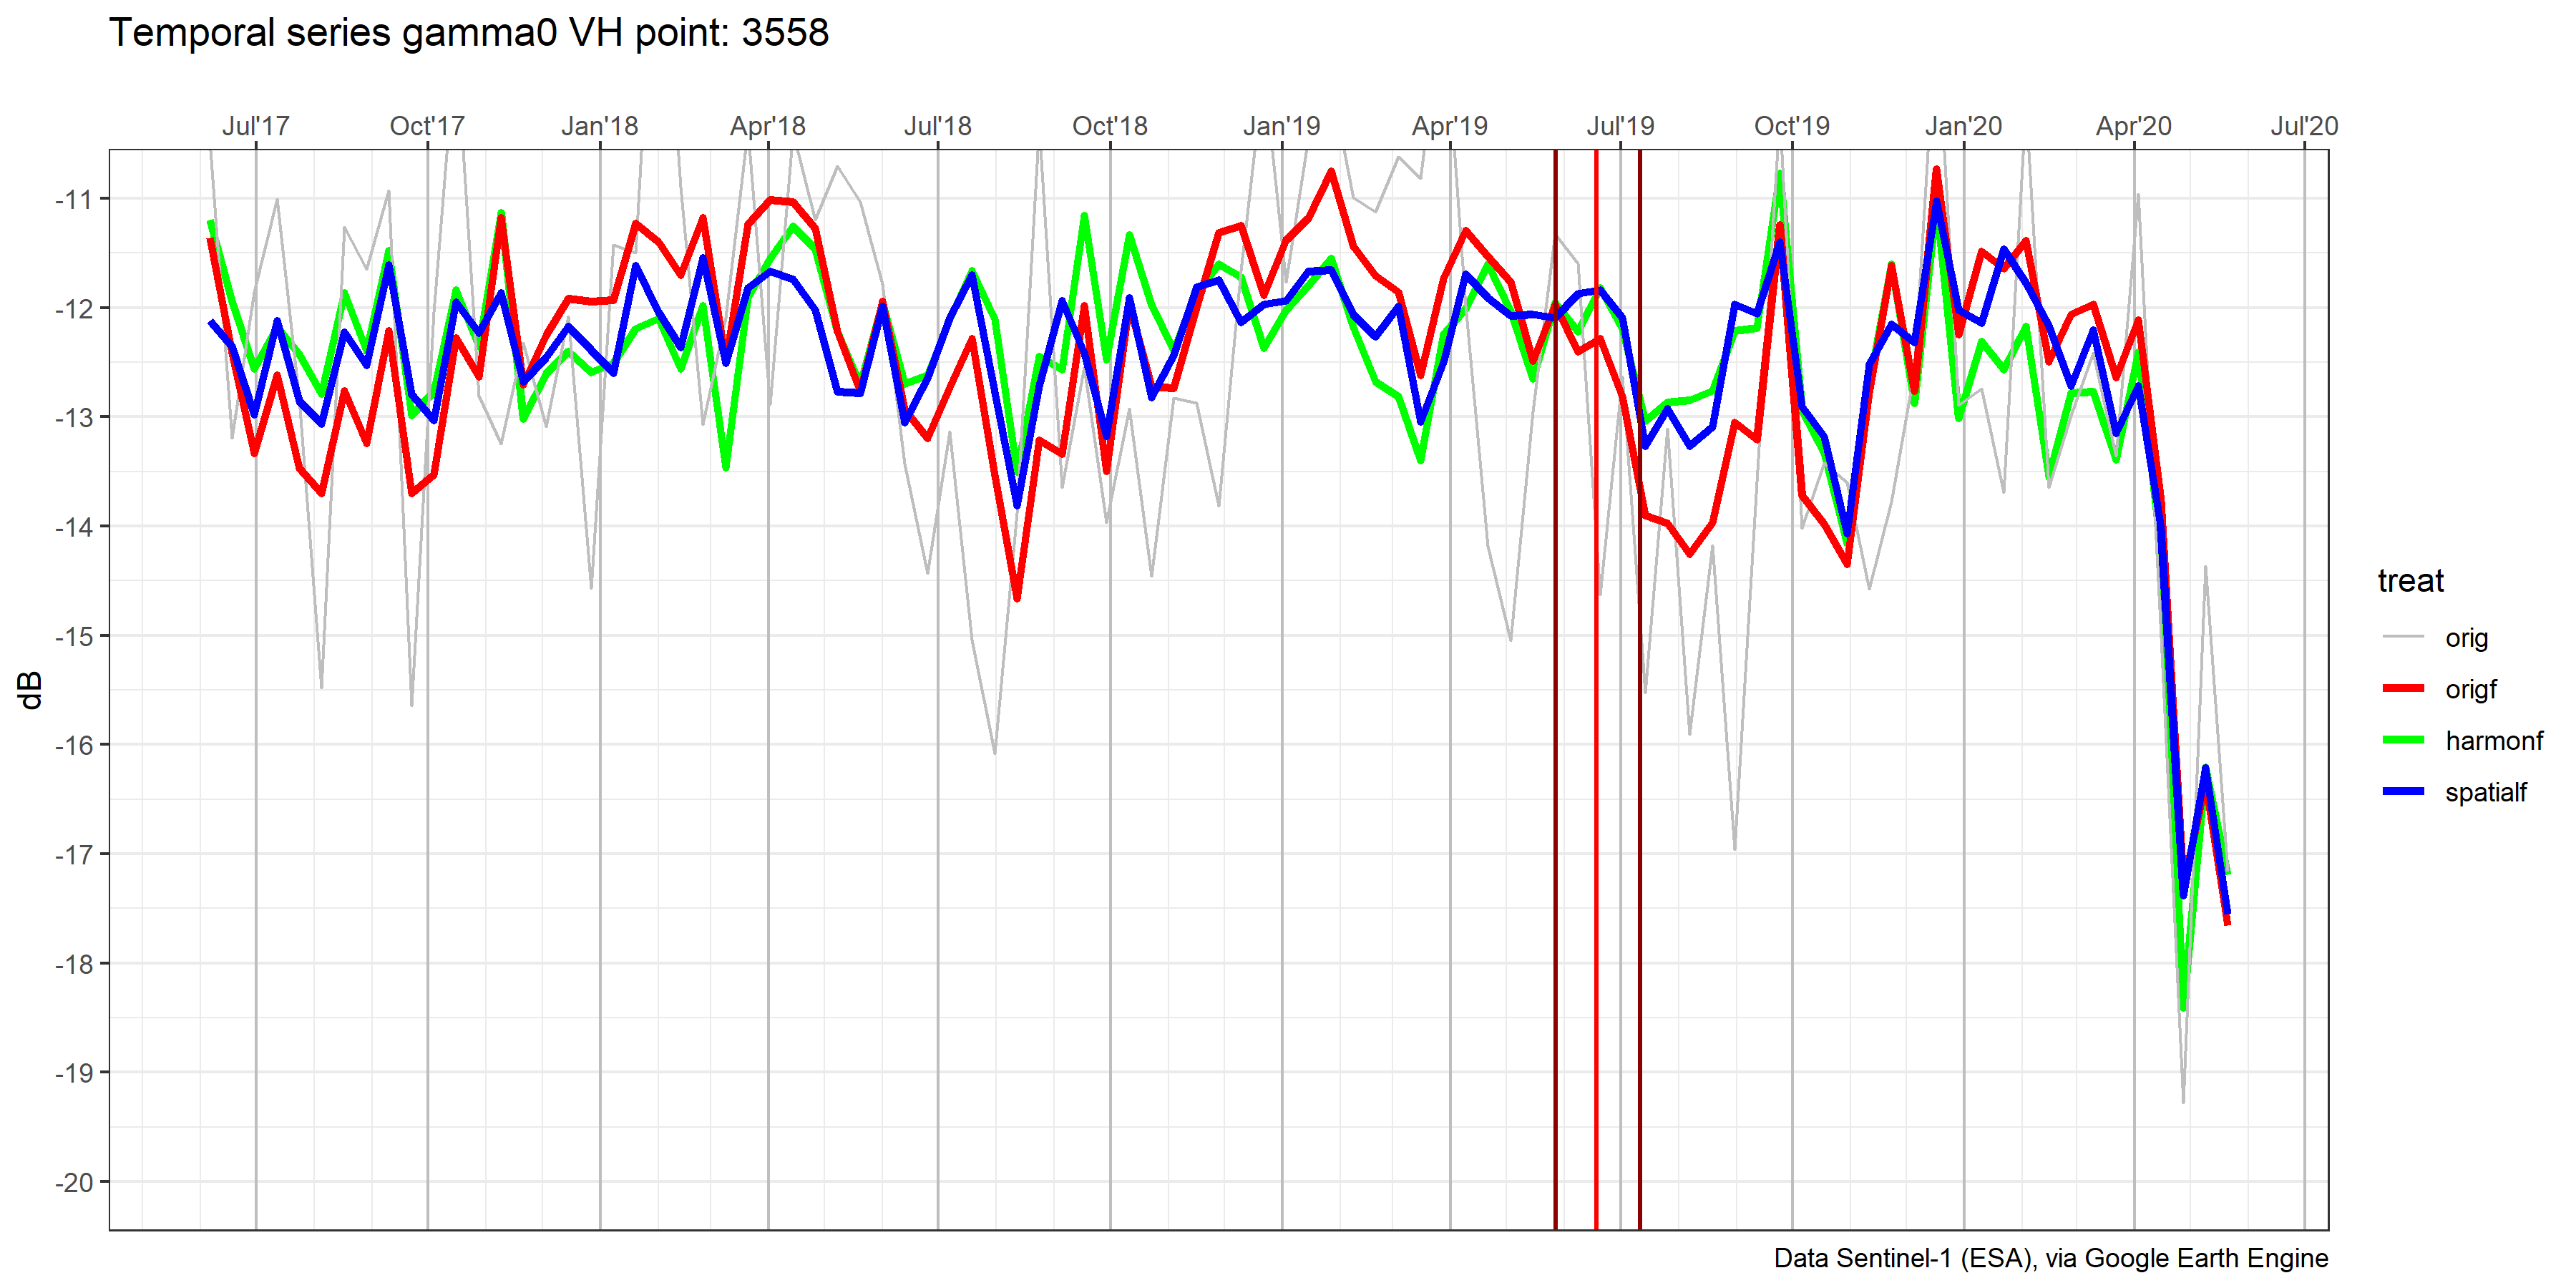 Temporal series gamma0 VH point: 3558
Jul'17 Oct'17 Jan'18 Apr'18 Jul'18 Oct'18 Jan'19 Apr'19 Jul'19 Oct'19 Jan'20 Apr'20 Jul'20
-11
-12
-13
-14
-15
-16
-17
-18
-19
-20
dB
treat
orig
origf
harmonf
spatialf
Data Sentinel-1 (ESA), via Google Earth Engine